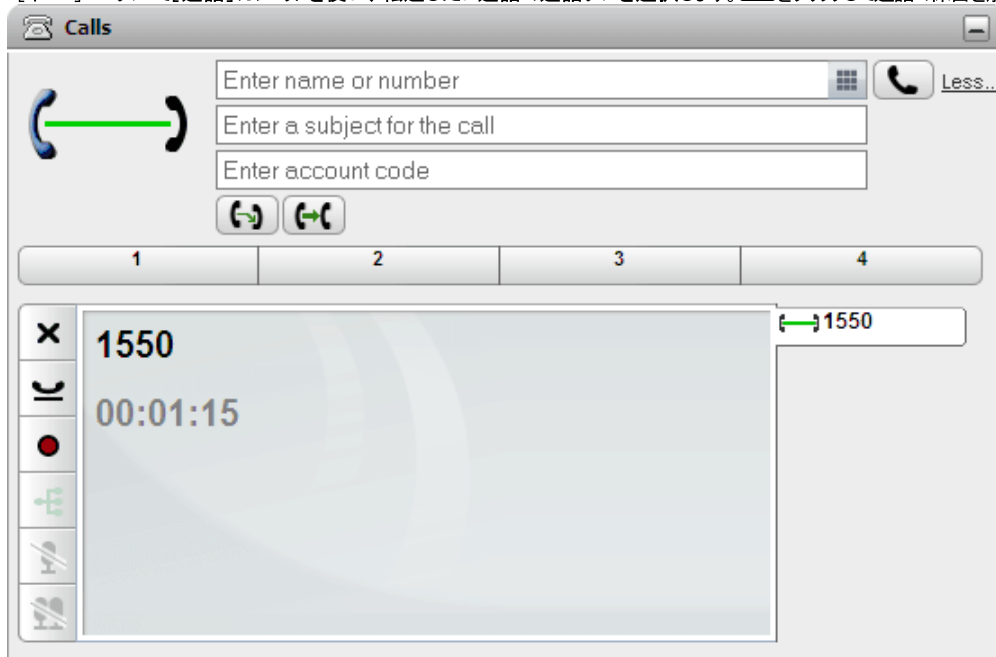 Calls
Enter name or number
Less..
Enter a subject for the call
Enter account code
1 2 3 4
1550
00:01:15
1550